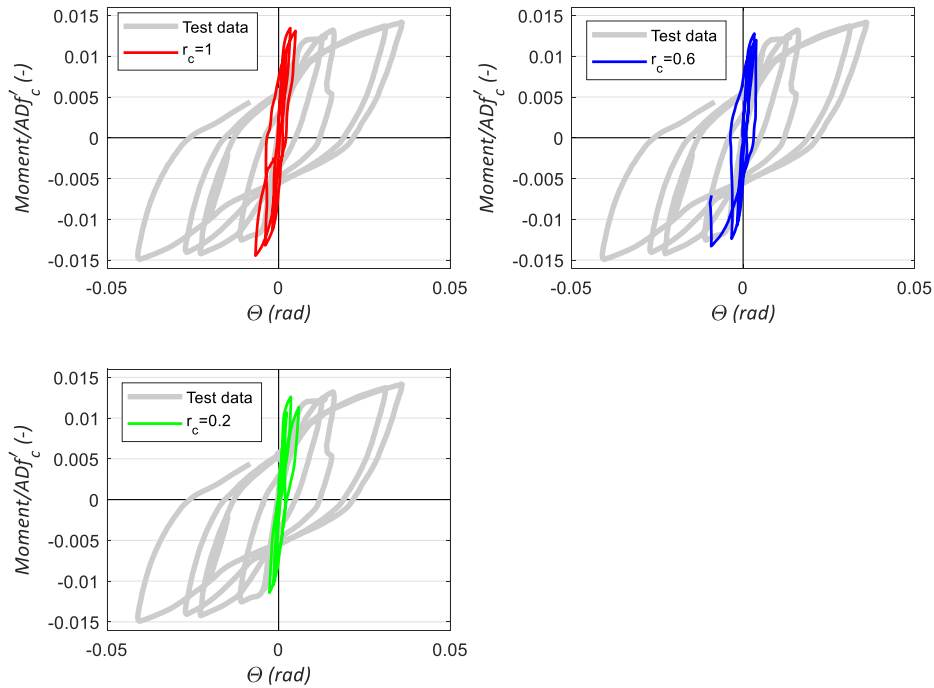 0.015
0.01
0.005
0
-0.005
-0.01
-0.015
Moment/ADf′c (-)
Test data
rc=1
-0.05
0
0.05
Θ (rad)
0.015
0.01
0.005
0
-0.005
-0.01
-0.015
Moment/ADf′c (-)
Test data
rc=0.6
-0.05
0
0.05
Θ (rad)
0.015
0.01
0.005
0
-0.005
-0.01
-0.015
Moment/ADf′c (-)
Test data
rc=0.2
-0.05
0
0.05
Θ (rad)